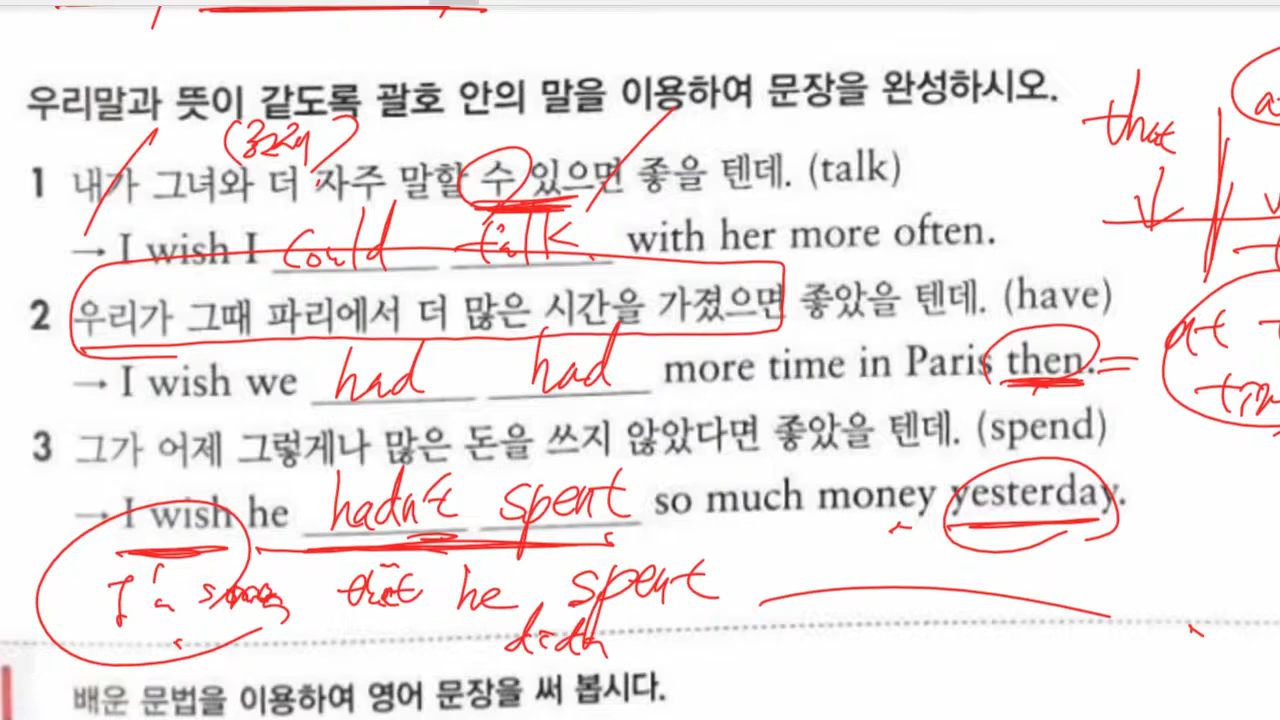 우리말과 뜻이 같도록 괄호 안의 말을 이용하여 문장을 완성하시오.
that
1 내가 그녀와 더 자주 말할 수 있으면 좋을 텐데. (talk)
→ I wish I could talk with her more often.
2 우리가 그때 파리에서 더 많은 시간을 가졌으면 좋았을 텐데. (have)
→ I wish we had had more time in Paris then. =
at
3 그가 어제 그렇게나 많은 돈을 쓰지 않았다면 좋았을 텐데. (spend)
→ I wish he hadn't spent so much money yesterday.
that he spent
배운 문법을 이용하여 영어 문장을 써 봅시다.